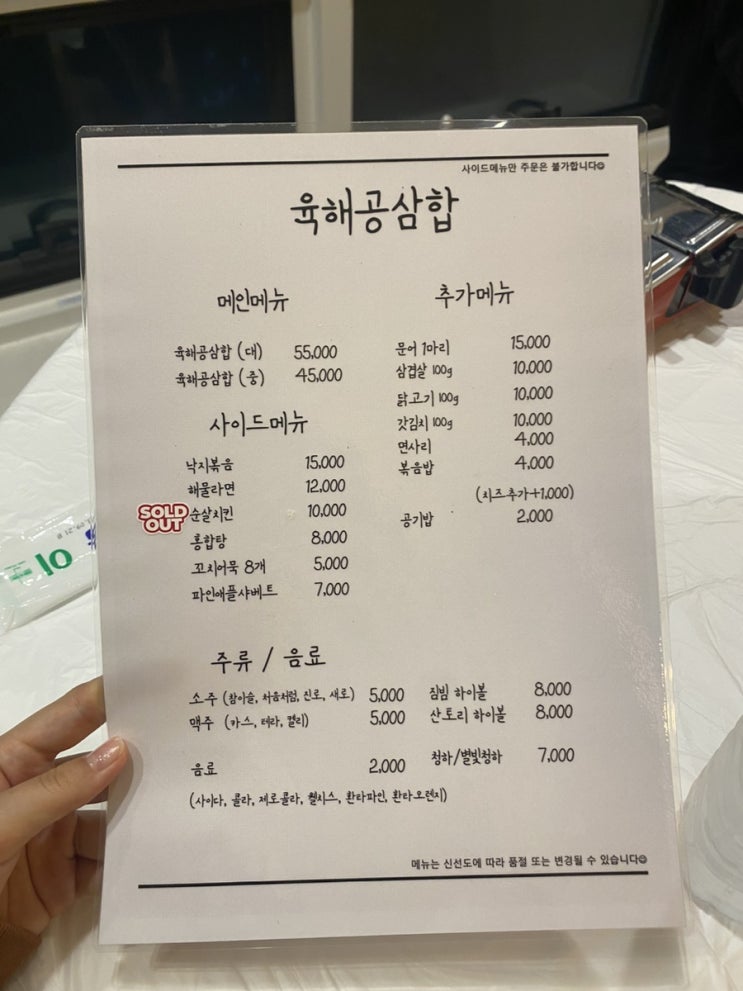 사이드메뉴만 주문은 불가합니다☺
육해공삼합
메인메뉴
육해공삼합 (대) 55,000
육해공삼합 (중) 45,000
사이드메뉴
낙지볶음 15,000
해물라면 12,000
SOLD OUT 순살치킨 10,000
홍합탕 8,000
꼬치어묵 8개 5,000
파인애플샤베트 7,000
추가메뉴
문어 1마리 15,000
삼겹살 100g 10,000
닭고기 100g 10,000
갓김치 100g 10,000
면사리 4,000
볶음밥 4,000
(치즈 추가+1,000)
공기밥 2,000
주류 / 음료
소주 (참이슬, 처음처럼, 진로, 새로) 5,000
맥주 (카스, 테라, 켈리) 5,000
음료 2,000
(사이다, 콜라, 제로콜라, 웰치스, 환타파인, 환타오렌지)
짐빔 하이볼 8,000
산토리 하이볼 8,000
청하/별빛청하 7,000
메뉴는 신선도에 따라 품절 또는 변경될 수 있습니다☺